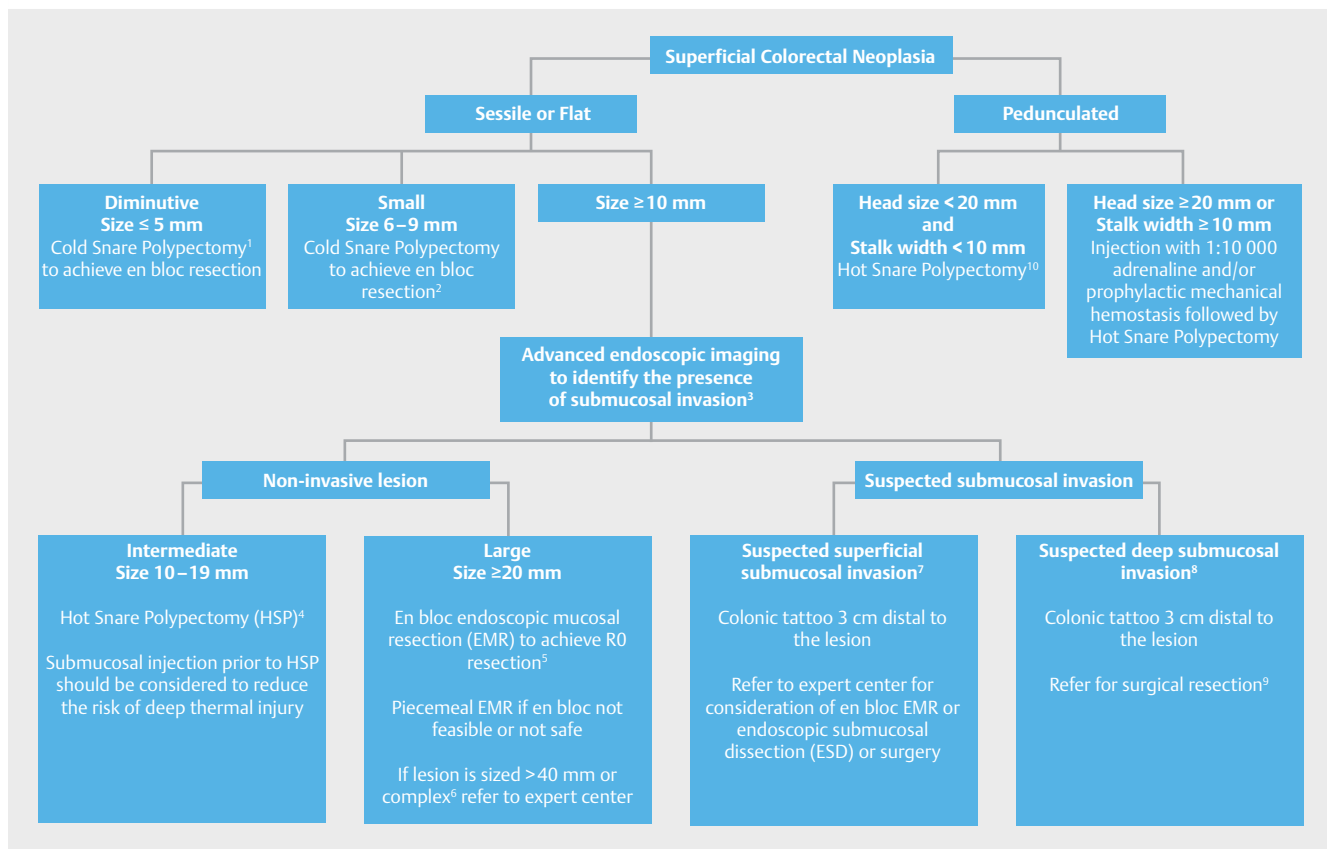 Superficial Colorectal Neoplasia
Sessile or Flat
Pedunculated
Diminutive
Size ≤ 5 mm
Cold Snare Polypectomy¹
to achieve en bloc resection
Small
Size 6–9 mm
Cold Snare Polypectomy
to achieve en bloc
resection²
Size ≥10 mm
Head size <20 mm
and
Stalk width <10 mm
Hot Snare Polypectomy¹⁰
Head size ≥20 mm or
Stalk width ≥10 mm
Injection with 1:10 000
adrenaline and/or
prophylactic mechanical
hemostasis followed by
Hot Snare Polypectomy
Advanced endoscopic imaging
to identify the presence
of submucosal invasion³
Non-invasive lesion
Suspected submucosal invasion
Intermediate
Size 10–19 mm
Hot Snare Polypectomy (HSP)⁴
Submucosal injection prior to HSP
should be considered to reduce
the risk of deep thermal injury
Large
Size ≥20 mm
En bloc endoscopic mucosal
resection (EMR) to achieve R0
resection⁵
Piecemeal EMR if en bloc not
feasible or not safe
If lesion is sized >40 mm or
complex⁶ refer to expert center
Suspected superficial
submucosal invasion⁷
Colonic tattoo 3 cm distal to
the lesion
Refer to expert center for
consideration of en bloc EMR or
endoscopic submucosal
dissection (ESD) or surgery
Suspected deep submucosal
invasion⁸
Colonic tattoo 3 cm distal to
the lesion
Refer for surgical resection⁹